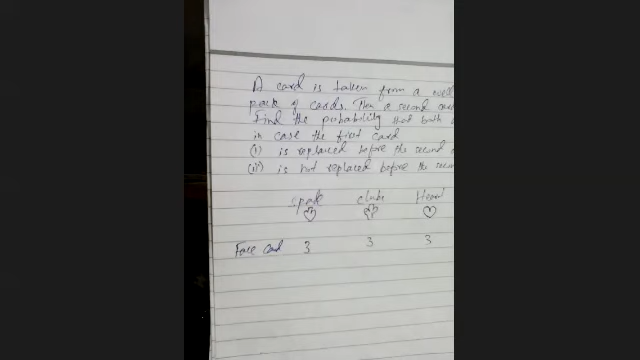 A card is taken from a well
pack of cards. Then a second card
Find the probability that both
in case the first card
(i) is replaced before the second
(ii) is not replaced before the secon
spade clubs Heart
Face card 3 3 3